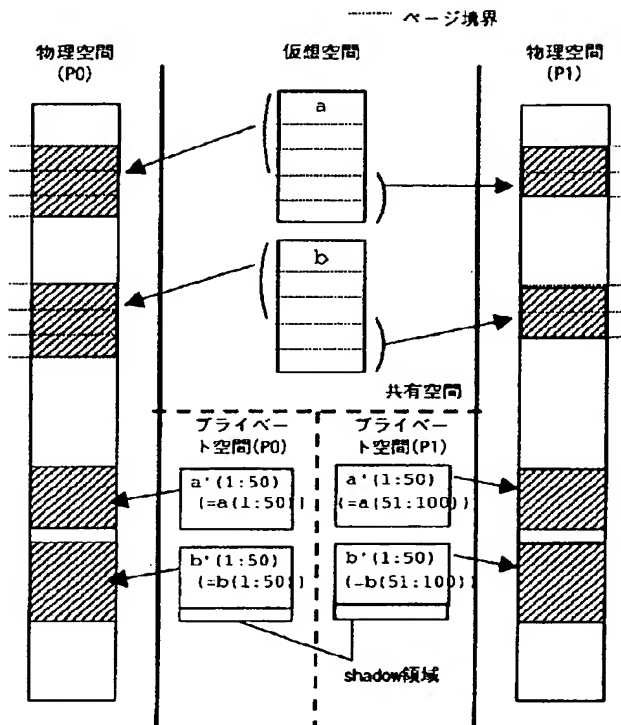 ページ境界
物理空間
(P0)
仮想空間
物理空間
(P1)
a
b
共有空間
プライベー
ト空間(P0)
プライベー
ト空間(P1)
a'(1:50)
(=a(1:50))
a'(1:50)
(=a(51:100))
b'(1:50)
(=b(1:50))
b'(1:50)
(=b(51:100))
shadow領域